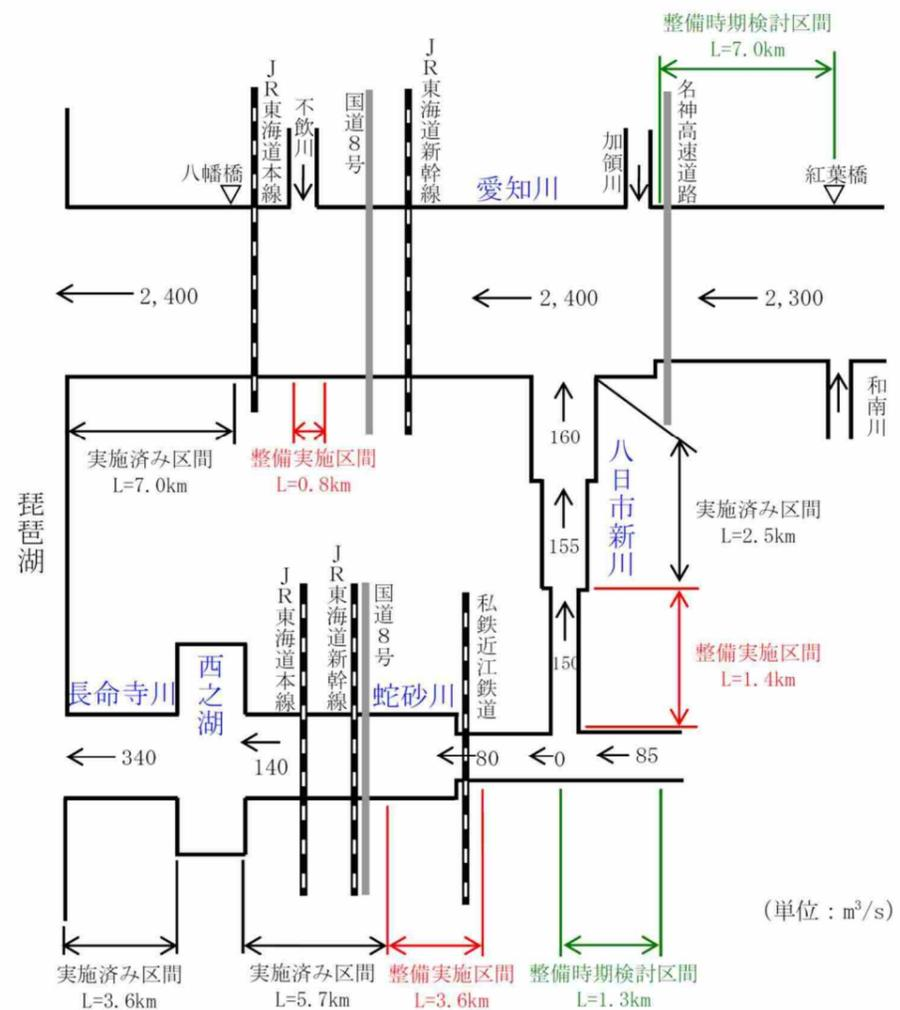 整備時期検討区間
L=7.0km
JR東海道本線
不飲川
国道8号
JR東海道新幹線
加領川
名神高速道路
八幡橋
愛知川
紅葉橋
2,400
2,400
2,300
和南川
実施済み区間
L=7.0km
整備実施区間
L=0.8km
160
八日市新川
実施済み区間
L=2.5km
琵琶湖
155
JR東海道本線
JR東海道新幹線
国道8号
私鉄近江鉄道
150
整備実施区間
L=1.4km
長命寺川
西之湖
蛇砂川
340
140
80
0
85
(単位:m³/s)
実施済み区間
L=3.6km
実施済み区間
L=5.7km
整備実施区間
L=3.6km
整備時期検討区間
L=1.3km